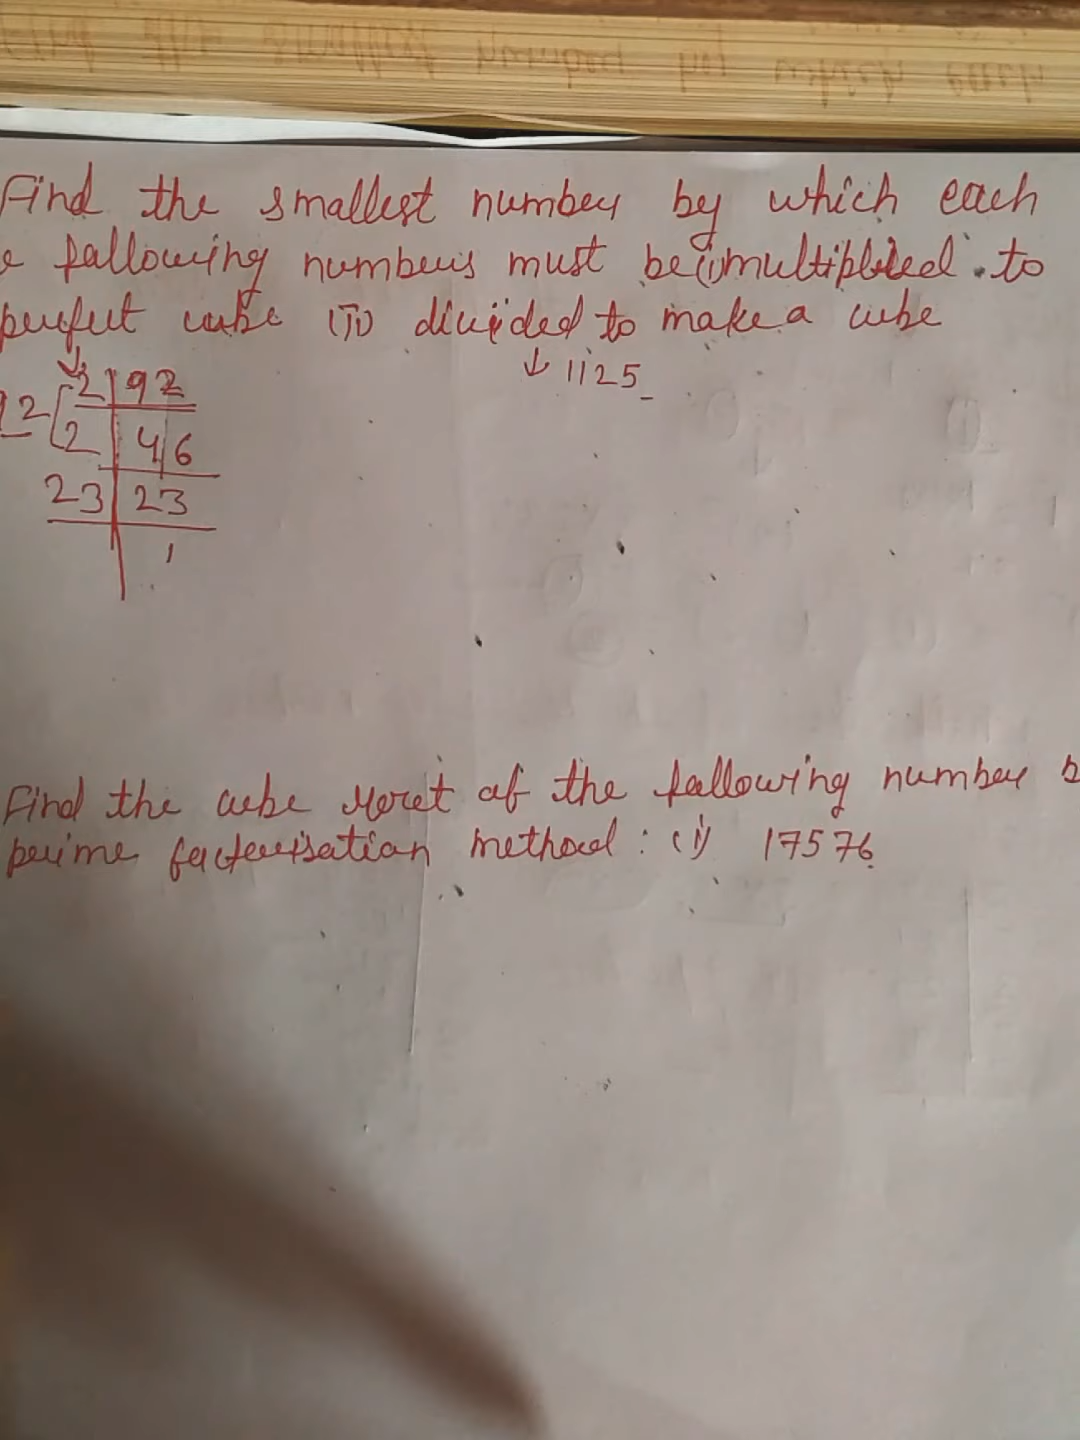 Find the smallest number by which each
e following numbers must be (i) multiplied. to
perfect cube (ii) divided to make a cube
↓ 1125
2 | 92
2 | 46
23 | 23
1
Find the cube root of the following number b
prime factorisation method : (i) 17576